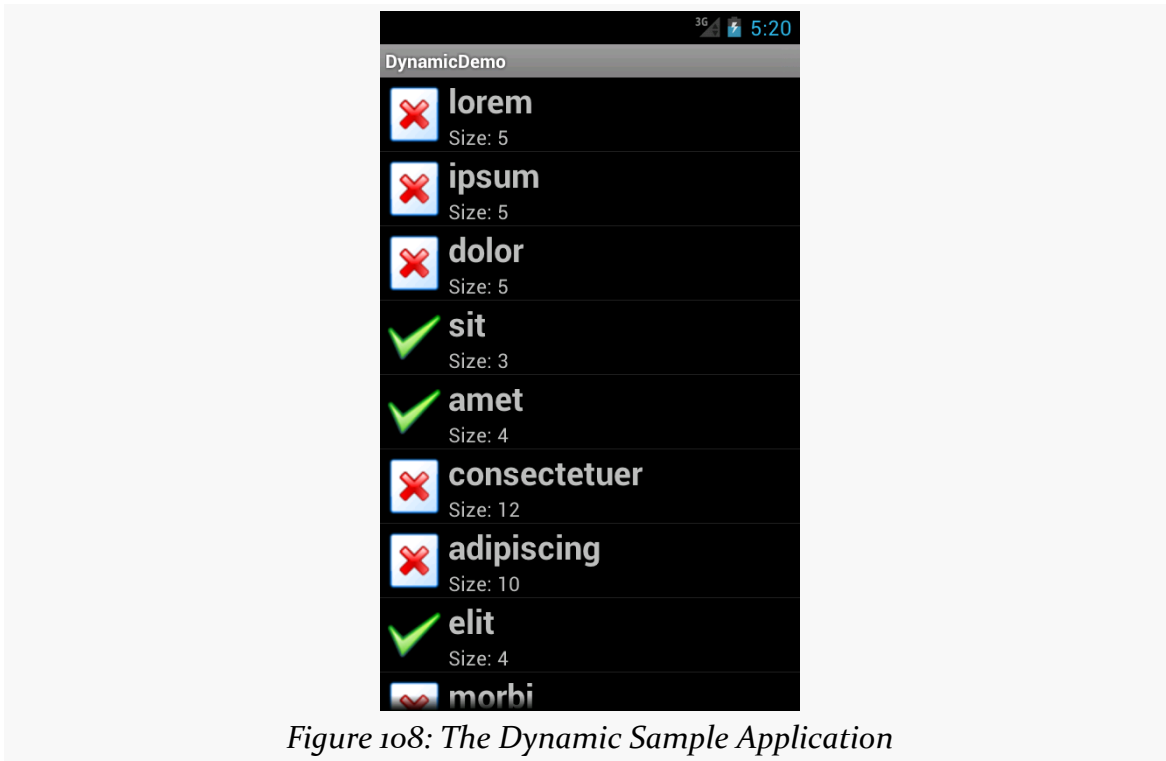 3G 5:20
DynamicDemo
lorem
Size: 5
ipsum
Size: 5
dolor
Size: 5
sit
Size: 3
amet
Size: 4
consectetuer
Size: 12
adipiscing
Size: 10
elit
Size: 4
morbi
Figure 108: The Dynamic Sample Application